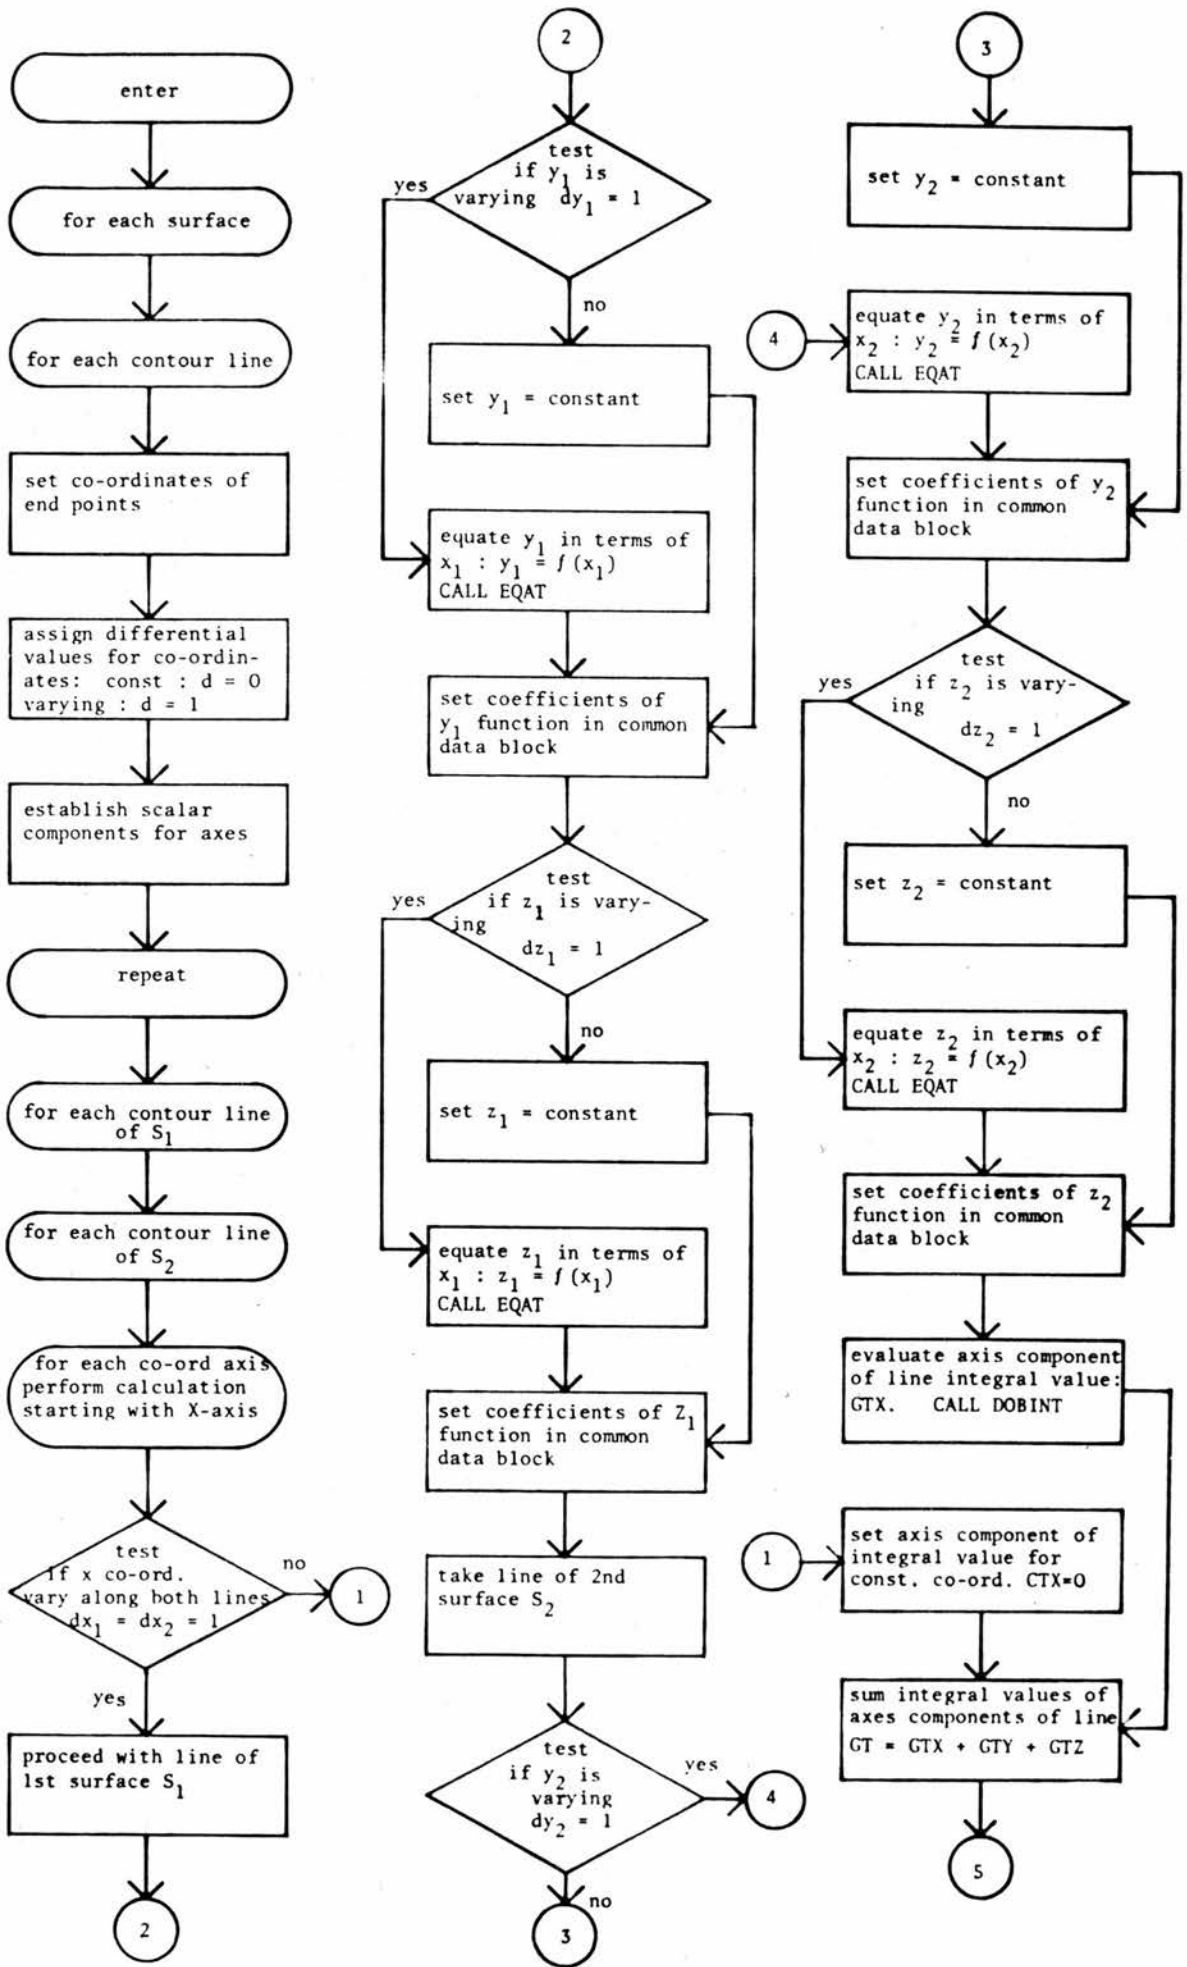 enter
for each surface
for each contour line
set co-ordinates of
end points
assign differential
values for co-ordin-
ates: const : d = 0
varying : d = 1
establish scalar
components for axes
repeat
for each contour line
of S₁
for each contour line
of S₂
for each co-ord axis
perform calculation
starting with X-axis
test
if x co-ord.
vary along both lines
dx₁ = dx₂ = 1
no
1
yes
proceed with line of
1st surface S₁
2
2
test
if y₁ is
varying dy₁ = 1
yes
no
set y₁ = constant
equate y₁ in terms of
x₁ : y₁ = f(x₁)
CALL EQAT
set coefficients of
y₁ function in common
data block
test
if z₁ is vary-
ing
dz₁ = 1
yes
no
set z₁ = constant
equate z₁ in terms of
x₁ : z₁ = f(x₁)
CALL EQAT
set coefficients of Z₁
function in common
data block
take line of 2nd
surface S₂
test
if y₂ is
varying
dy₂ = 1
yes
4
no
3
3
set y₂ = constant
4
equate y₂ in terms of
x₂ : y₂ = f(x₂)
CALL EQAT
set coefficients of y₂
function in common
data block
test
if z₂ is vary-
ing
dz₂ = 1
yes
no
set z₂ = constant
equate z₂ in terms of
x₂ : z₂ = f(x₂)
CALL EQAT
set coefficients of z₂
function in common
data block
evaluate axis component
of line integral value:
GTX. CALL DOBINT
1
set axis component of
integral value for
const. co-ord. CTX=0
sum integral values of
axes components of line
GT = GTX + GTY + GTZ
5